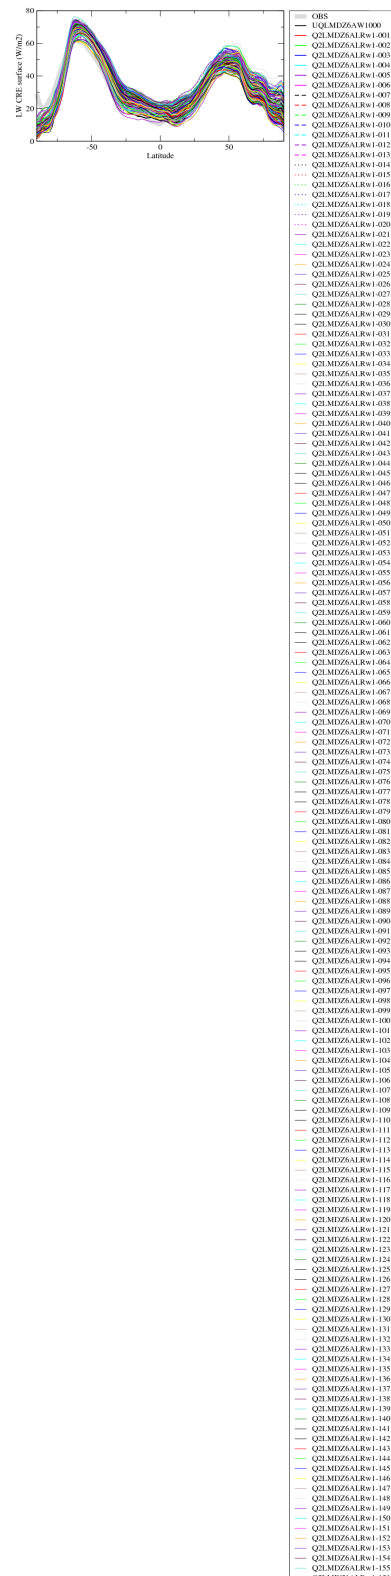 80
60
40
20
0
LW CRE surface (W/m2)
-50
0
50
Latitude
OBS
UQLMDZ6AW1000
Q2LMDZ6ALRw1-001
Q2LMDZ6ALRw1-002
Q2LMDZ6ALRw1-003
Q2LMDZ6ALRw1-004
Q2LMDZ6ALRw1-005
Q2LMDZ6ALRw1-006
Q2LMDZ6ALRw1-007
Q2LMDZ6ALRw1-008
Q2LMDZ6ALRw1-009
Q2LMDZ6ALRw1-010
Q2LMDZ6ALRw1-011
Q2LMDZ6ALRw1-012
Q2LMDZ6ALRw1-013
Q2LMDZ6ALRw1-014
Q2LMDZ6ALRw1-015
Q2LMDZ6ALRw1-016
Q2LMDZ6ALRw1-017
Q2LMDZ6ALRw1-018
Q2LMDZ6ALRw1-019
Q2LMDZ6ALRw1-020
Q2LMDZ6ALRw1-021
Q2LMDZ6ALRw1-022
Q2LMDZ6ALRw1-023
Q2LMDZ6ALRw1-024
Q2LMDZ6ALRw1-025
Q2LMDZ6ALRw1-026
Q2LMDZ6ALRw1-027
Q2LMDZ6ALRw1-028
Q2LMDZ6ALRw1-029
Q2LMDZ6ALRw1-030
Q2LMDZ6ALRw1-031
Q2LMDZ6ALRw1-032
Q2LMDZ6ALRw1-033
Q2LMDZ6ALRw1-034
Q2LMDZ6ALRw1-035
Q2LMDZ6ALRw1-036
Q2LMDZ6ALRw1-037
Q2LMDZ6ALRw1-038
Q2LMDZ6ALRw1-039
Q2LMDZ6ALRw1-040
Q2LMDZ6ALRw1-041
Q2LMDZ6ALRw1-042
Q2LMDZ6ALRw1-043
Q2LMDZ6ALRw1-044
Q2LMDZ6ALRw1-045
Q2LMDZ6ALRw1-046
Q2LMDZ6ALRw1-047
Q2LMDZ6ALRw1-048
Q2LMDZ6ALRw1-049
Q2LMDZ6ALRw1-050
Q2LMDZ6ALRw1-051
Q2LMDZ6ALRw1-052
Q2LMDZ6ALRw1-053
Q2LMDZ6ALRw1-054
Q2LMDZ6ALRw1-055
Q2LMDZ6ALRw1-056
Q2LMDZ6ALRw1-057
Q2LMDZ6ALRw1-058
Q2LMDZ6ALRw1-059
Q2LMDZ6ALRw1-060
Q2LMDZ6ALRw1-061
Q2LMDZ6ALRw1-062
Q2LMDZ6ALRw1-063
Q2LMDZ6ALRw1-064
Q2LMDZ6ALRw1-065
Q2LMDZ6ALRw1-066
Q2LMDZ6ALRw1-067
Q2LMDZ6ALRw1-068
Q2LMDZ6ALRw1-069
Q2LMDZ6ALRw1-070
Q2LMDZ6ALRw1-071
Q2LMDZ6ALRw1-072
Q2LMDZ6ALRw1-073
Q2LMDZ6ALRw1-074
Q2LMDZ6ALRw1-075
Q2LMDZ6ALRw1-076
Q2LMDZ6ALRw1-077
Q2LMDZ6ALRw1-078
Q2LMDZ6ALRw1-079
Q2LMDZ6ALRw1-080
Q2LMDZ6ALRw1-081
Q2LMDZ6ALRw1-082
Q2LMDZ6ALRw1-083
Q2LMDZ6ALRw1-084
Q2LMDZ6ALRw1-085
Q2LMDZ6ALRw1-086
Q2LMDZ6ALRw1-087
Q2LMDZ6ALRw1-088
Q2LMDZ6ALRw1-089
Q2LMDZ6ALRw1-090
Q2LMDZ6ALRw1-091
Q2LMDZ6ALRw1-092
Q2LMDZ6ALRw1-093
Q2LMDZ6ALRw1-094
Q2LMDZ6ALRw1-095
Q2LMDZ6ALRw1-096
Q2LMDZ6ALRw1-097
Q2LMDZ6ALRw1-098
Q2LMDZ6ALRw1-099
Q2LMDZ6ALRw1-100
Q2LMDZ6ALRw1-101
Q2LMDZ6ALRw1-102
Q2LMDZ6ALRw1-103
Q2LMDZ6ALRw1-104
Q2LMDZ6ALRw1-105
Q2LMDZ6ALRw1-106
Q2LMDZ6ALRw1-107
Q2LMDZ6ALRw1-108
Q2LMDZ6ALRw1-109
Q2LMDZ6ALRw1-110
Q2LMDZ6ALRw1-111
Q2LMDZ6ALRw1-112
Q2LMDZ6ALRw1-113
Q2LMDZ6ALRw1-114
Q2LMDZ6ALRw1-115
Q2LMDZ6ALRw1-116
Q2LMDZ6ALRw1-117
Q2LMDZ6ALRw1-118
Q2LMDZ6ALRw1-119
Q2LMDZ6ALRw1-120
Q2LMDZ6ALRw1-121
Q2LMDZ6ALRw1-122
Q2LMDZ6ALRw1-123
Q2LMDZ6ALRw1-124
Q2LMDZ6ALRw1-125
Q2LMDZ6ALRw1-126
Q2LMDZ6ALRw1-127
Q2LMDZ6ALRw1-128
Q2LMDZ6ALRw1-129
Q2LMDZ6ALRw1-130
Q2LMDZ6ALRw1-131
Q2LMDZ6ALRw1-132
Q2LMDZ6ALRw1-133
Q2LMDZ6ALRw1-134
Q2LMDZ6ALRw1-135
Q2LMDZ6ALRw1-136
Q2LMDZ6ALRw1-137
Q2LMDZ6ALRw1-138
Q2LMDZ6ALRw1-139
Q2LMDZ6ALRw1-140
Q2LMDZ6ALRw1-141
Q2LMDZ6ALRw1-142
Q2LMDZ6ALRw1-143
Q2LMDZ6ALRw1-144
Q2LMDZ6ALRw1-145
Q2LMDZ6ALRw1-146
Q2LMDZ6ALRw1-147
Q2LMDZ6ALRw1-148
Q2LMDZ6ALRw1-149
Q2LMDZ6ALRw1-150
Q2LMDZ6ALRw1-151
Q2LMDZ6ALRw1-152
Q2LMDZ6ALRw1-153
Q2LMDZ6ALRw1-154
Q2LMDZ6ALRw1-155